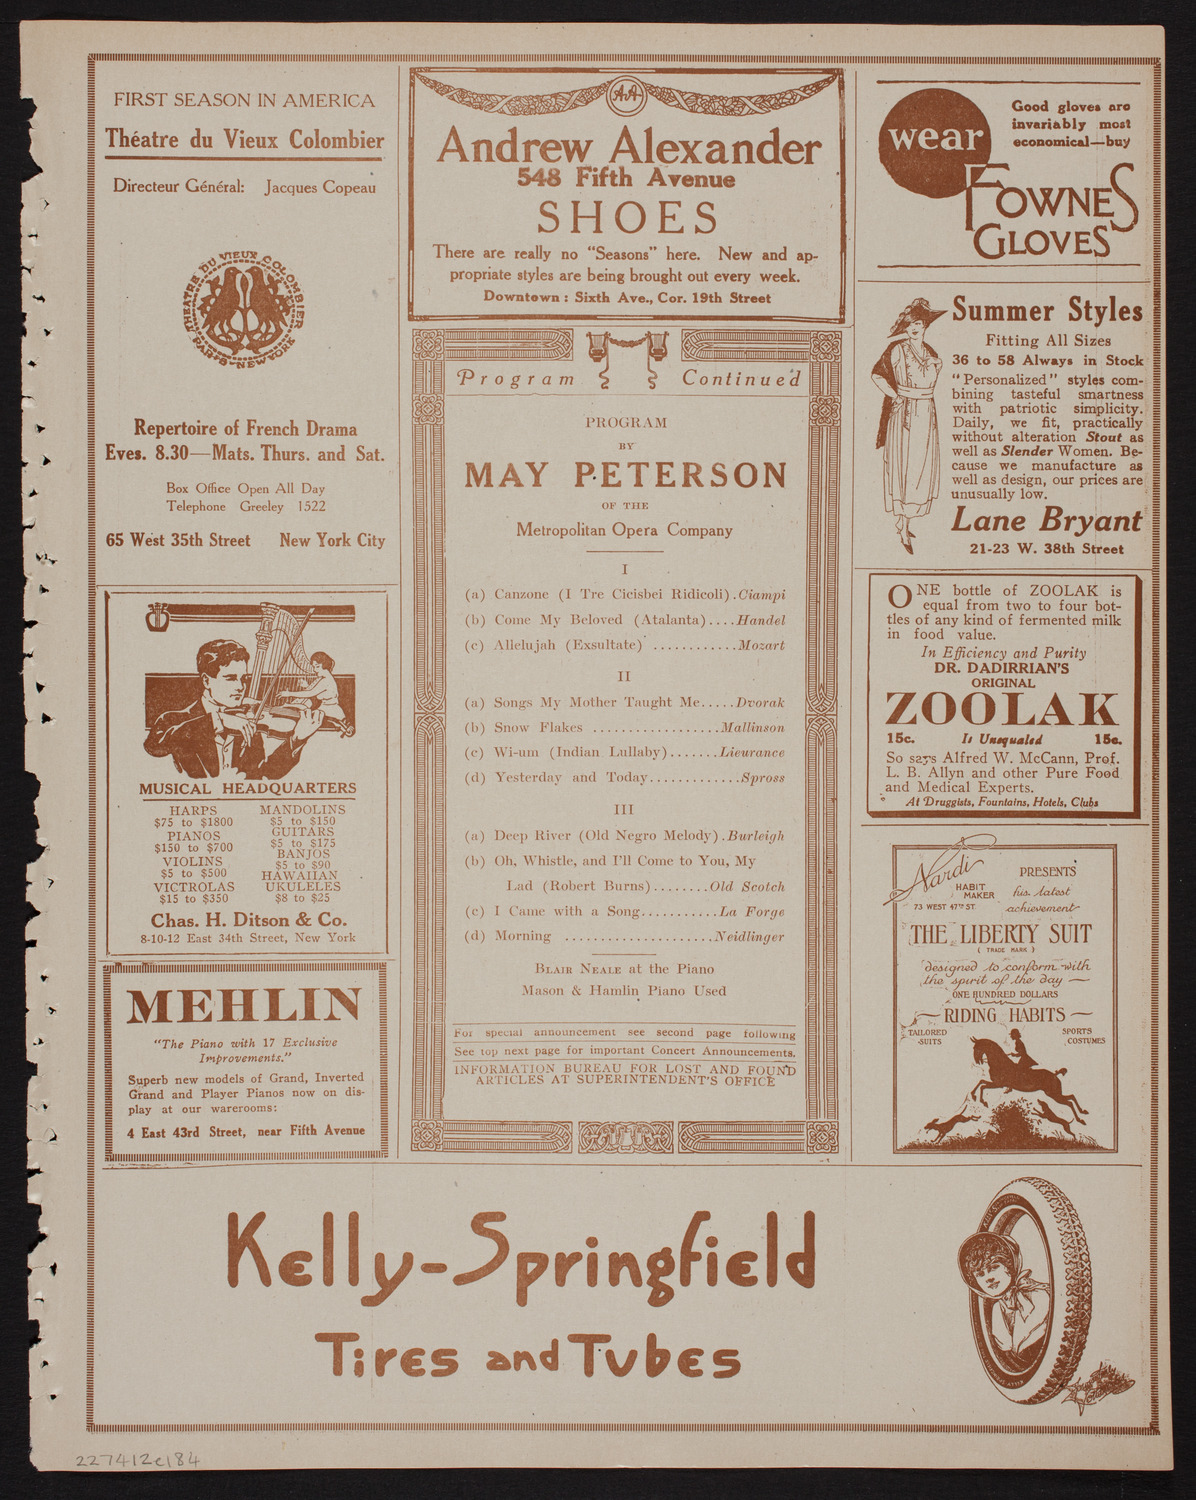 FIRST SEASON IN AMERICA
Théatre du Vieux Colombier
Directeur Général: Jacques Copeau
THEATRE DU VIEUX COLOMBIER
PARIS-NEW YORK
Repertoire of French Drama
Eves. 8.30—Mats. Thurs. and Sat.
Box Office Open All Day
Telephone Greeley 1522
65 West 35th Street New York City
MUSICAL HEADQUARTERS
HARPS
$75 to $1800
PIANOS
$150 to $700
VIOLINS
$5 to $500
VICTROLAS
$15 to $350
MANDOLINS
$5 to $150
GUITARS
$5 to $175
BANJOS
$5 to $90
HAWAIIAN
UKULELES
$8 to $25
Chas. H. Ditson & Co.
8-10-12 East 34th Street, New York
MEHLIN
"The Piano with 17 Exclusive
Improvements."
Superb new models of Grand, Inverted
Grand and Player Pianos now on dis-
play at our warerooms:
4 East 43rd Street, near Fifth Avenue
AA
Andrew Alexander
548 Fifth Avenue
SHOES
There are really no "Seasons" here. New and ap-
propriate styles are being brought out every week.
Downtown: Sixth Ave., Cor. 19th Street
Program Continued
PROGRAM
BY
MAY PETERSON
OF THE
Metropolitan Opera Company
I
(a) Canzone (I Tre Cicisbei Ridicoli).Ciampi
(b) Come My Beloved (Atalanta)....Handel
(c) Allelujah (Exsultate) ............Mozart
II
(a) Songs My Mother Taught Me.....Dvorak
(b) Snow Flakes ..................Mallinson
(c) Wi-um (Indian Lullaby).......Lieurance
(d) Yesterday and Today.............Spross
III
(a) Deep River (Old Negro Melody).Burleigh
(b) Oh, Whistle, and I'll Come to You, My
Lad (Robert Burns)........Old Scotch
(c) I Came with a Song...........La Forge
(d) Morning .....................Neidlinger
BLAIR NEALE at the Piano
Mason & Hamlin Piano Used
For special announcement see second page following
See top next page for important Concert Announcements.
INFORMATION BUREAU FOR LOST AND FOUND
ARTICLES AT SUPERINTENDENT'S OFFICE
wear
Good gloves are
invariably most
economical—buy
FOWNES
GLOVES
Summer Styles
Fitting All Sizes
36 to 58 Always in Stock
"Personalized" styles com-
bining tasteful smartness
with patriotic simplicity.
Daily, we fit, practically
without alteration Stout as
well as Slender Women. Be-
cause we manufacture as
well as design, our prices are
unusually low.
Lane Bryant
21-23 W. 38th Street
ONE bottle of ZOOLAK is
equal from two to four bot-
tles of any kind of fermented milk
in food value.
In Efficiency and Purity
DR. DADIRRIAN'S
ORIGINAL
ZOOLAK
15c. Is Unequaled 15c.
So says Alfred W. McCann, Prof.
L. B. Allyn and other Pure Food
and Medical Experts.
At Druggists, Fountains, Hotels, Clubs
Nardi
HABIT
MAKER
73 WEST 47TH ST.
PRESENTS
his latest
achievement
THE LIBERTY SUIT
( TRADE MARK )
designed to conform with
the spirit of the day —
ONE HUNDRED DOLLARS
— RIDING HABITS —
TAILORED
SUITS
SPORTS
COSTUMES
Kelly-Springfield
Tires and Tubes
227412e184